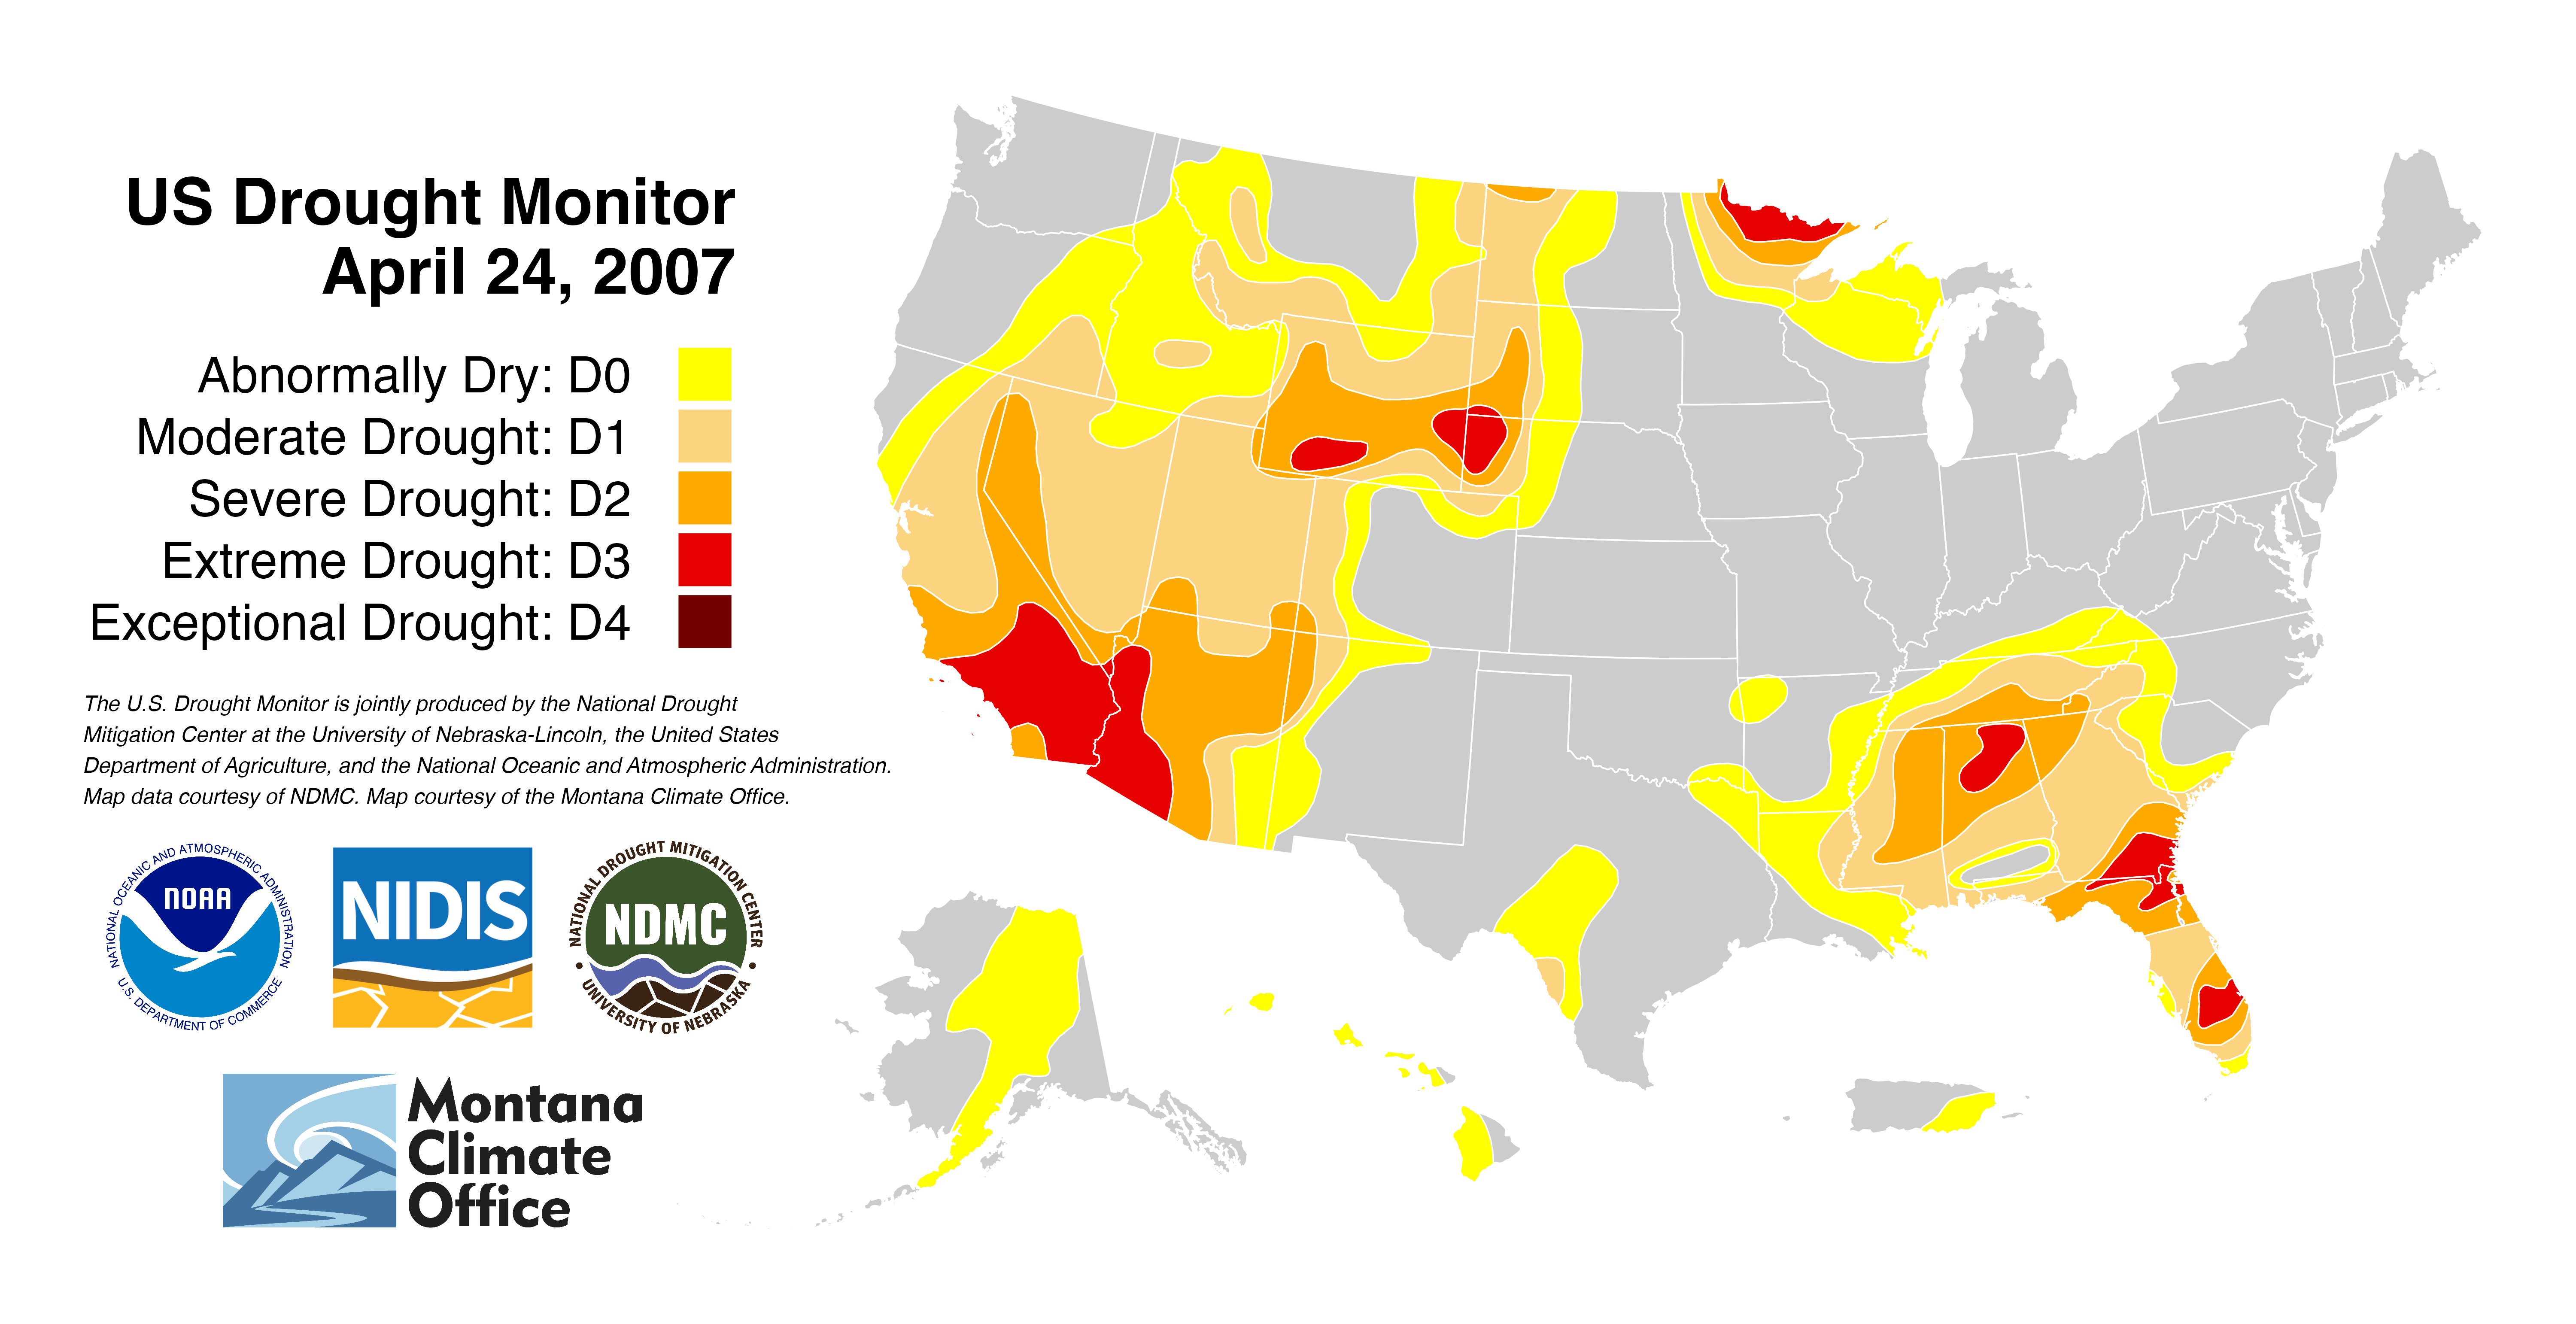 US Drought Monitor
April 24, 2007
Abnormally Dry: D0
Moderate Drought: D1
Severe Drought: D2
Extreme Drought: D3
Exceptional Drought: D4
The U.S. Drought Monitor is jointly produced by the National Drought
Mitigation Center at the University of Nebraska-Lincoln, the United States
Department of Agriculture, and the National Oceanic and Atmospheric Administration.
Map data courtesy of NDMC. Map courtesy of the Montana Climate Office.
NATIONAL OCEANIC AND ATMOSPHERIC ADMINISTRATION
NOAA
U.S. DEPARTMENT OF COMMERCE
NIDIS
NATIONAL DROUGHT MITIGATION CENTER
NDMC
UNIVERSITY OF NEBRASKA
Montana
Climate
Office